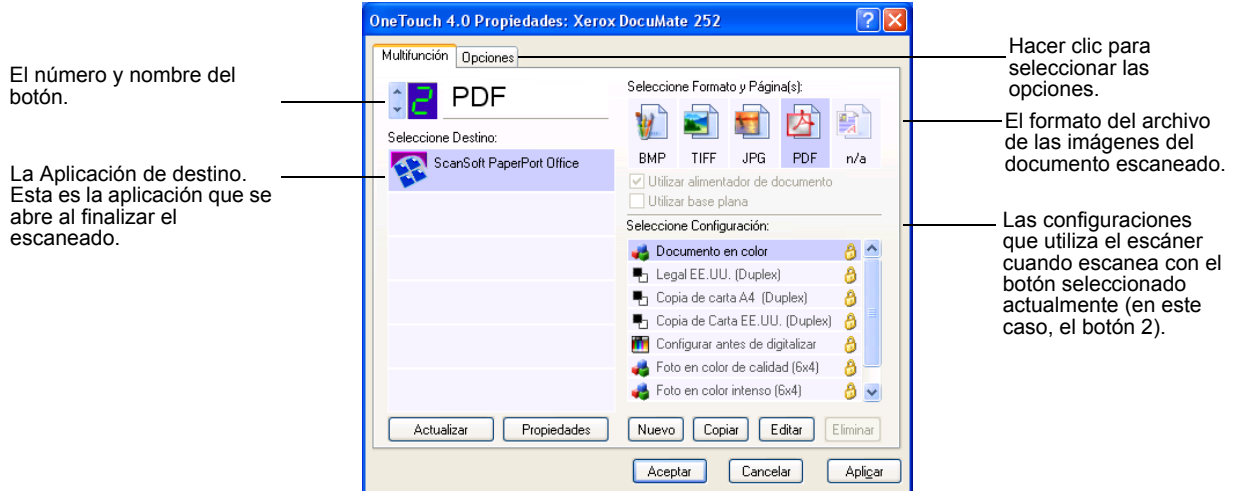 OneTouch 4.0 Propiedades: Xerox DocuMate 252
Multifunción
Opciones
El número y nombre del
botón.
La Aplicación de destino.
Esta es la aplicación que se
abre al finalizar el
escaneado.
2
PDF
Seleccione Destino:
ScanSoft PaperPort Office
Actualizar
Propiedades
Seleccione Formato y Página(s):
BMP
TIFF
JPG
PDF
n/a
Utilizar alimentador de documento
Utilizar base plana
Seleccione Configuración:
Documento en color
Legal EE.UU. (Duplex)
Copia de carta A4 (Duplex)
Copia de Carta EE.UU. (Duplex)
Configurar antes de digitalizar
Foto en color de calidad (6x4)
Foto en color intenso (6x4)
Nuevo
Copiar
Editar
Eliminar
Aceptar
Cancelar
Aplicar
Hacer clic para
seleccionar las
opciones.
El formato del archivo
de las imágenes del
documento escaneado.
Las configuraciones
que utiliza el escáner
cuando escanea con el
botón seleccionado
actualmente (en este
caso, el botón 2).